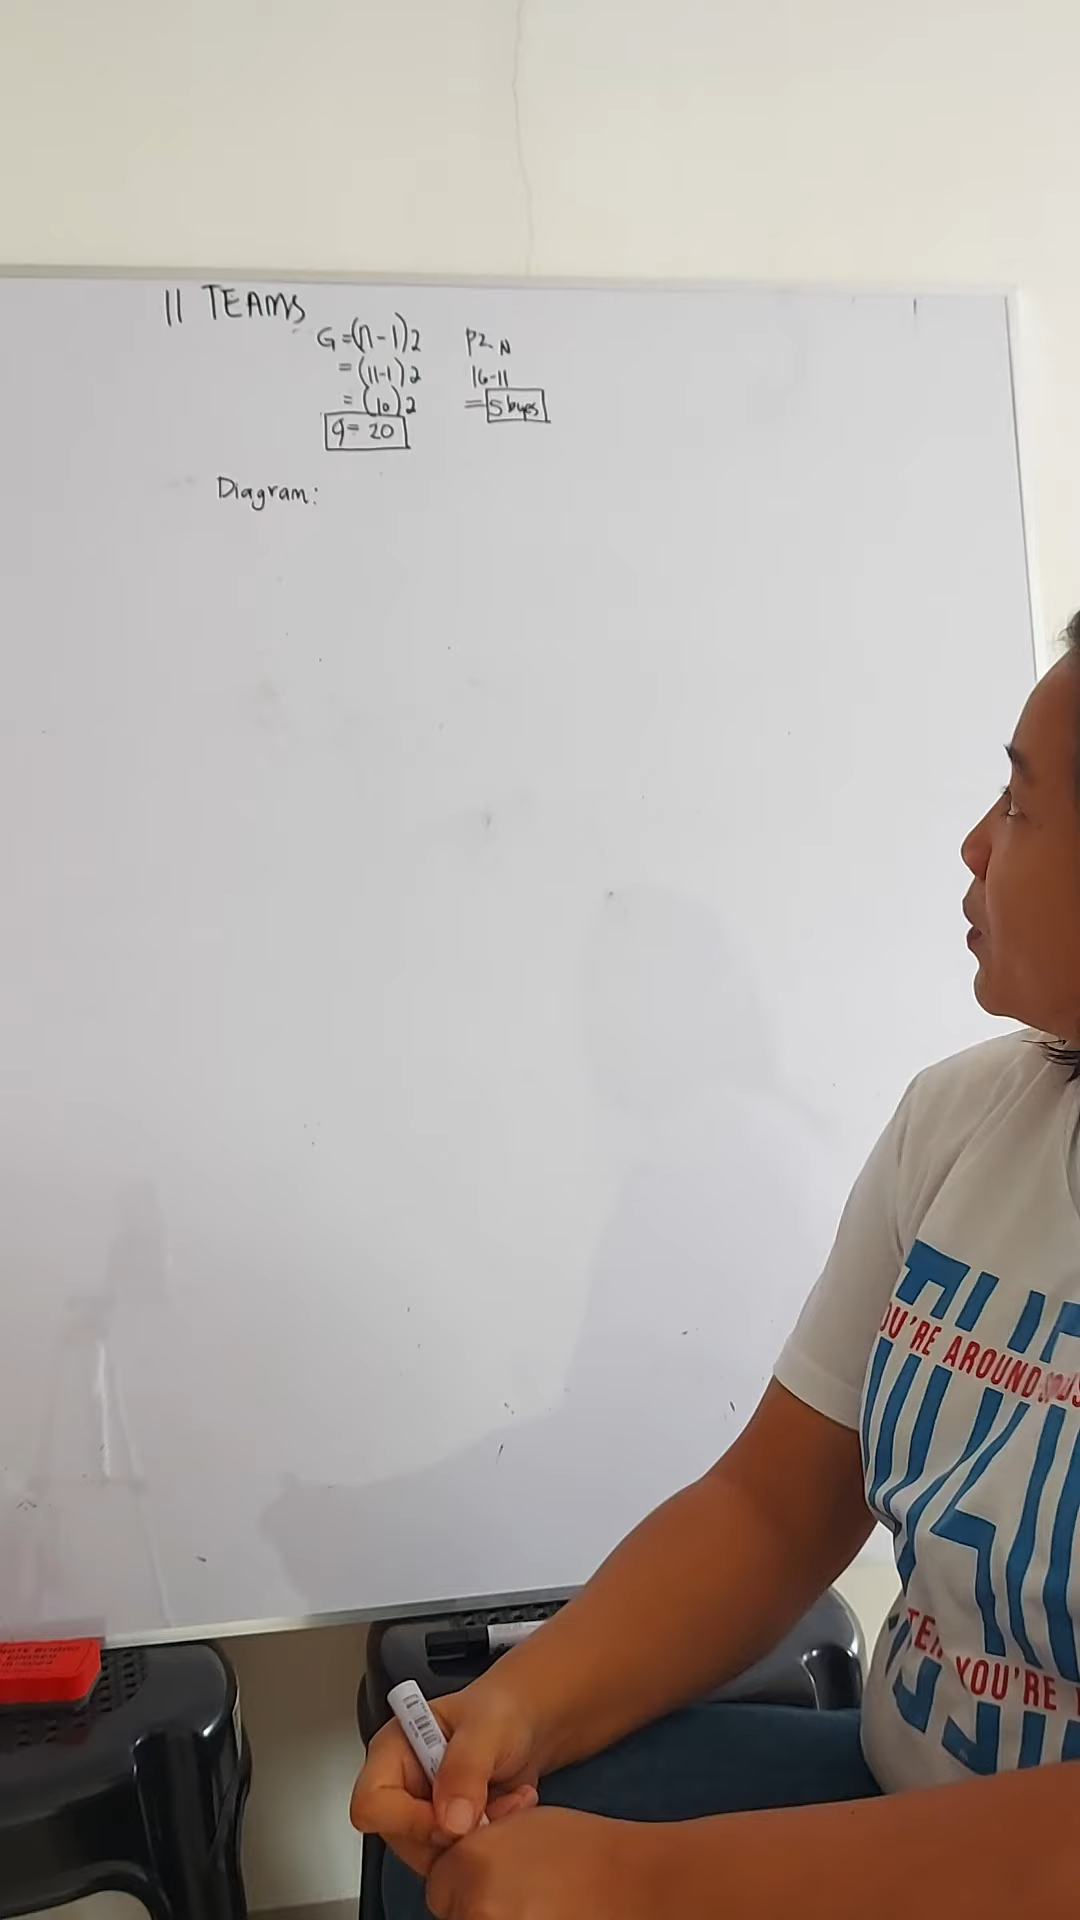 11 TEAMS
G=(n-1)2
=(11-1)2
=(10)2
g= 20
P2 N
16-11
= 5 byes
Diagram:
OU'RE AROUND
YOU'RE